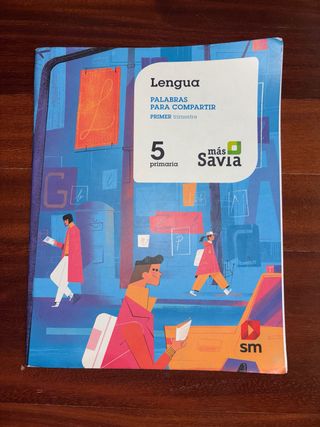 Lengua
PALABRAS
PARA COMPARTIR
PRIMER trimestre
5
primaria
más
Savia
sm